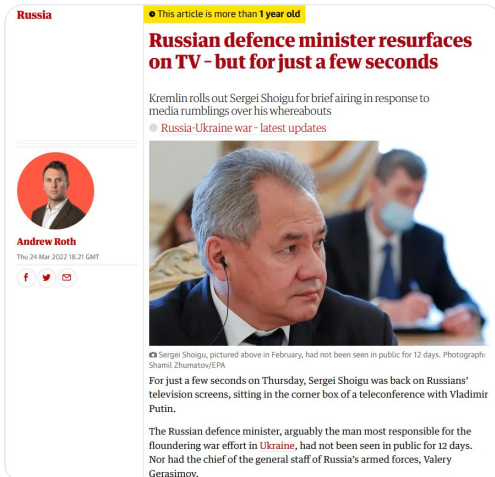 Russia
This article is more than 1 year old
Russian defence minister resurfaces
on TV – but for just a few seconds
Kremlin rolls out Sergei Shoigu for brief airing in response to
media rumblings over his whereabouts
Russia-Ukraine war – latest updates
Andrew Roth
Thu 24 Mar 2022 18.21 GMT
Sergei Shoigu, pictured above in February, had not been seen in public for 12 days. Photograph:
Shamil Zhumatov/EPA
For just a few seconds on Thursday, Sergei Shoigu was back on Russians’
television screens, sitting in the corner box of a teleconference with Vladimir
Putin.
The Russian defence minister, arguably the man most responsible for the
floundering war effort in Ukraine, had not been seen in public for 12 days.
Nor had the chief of the general staff of Russia’s armed forces, Valery
Gerasimov.